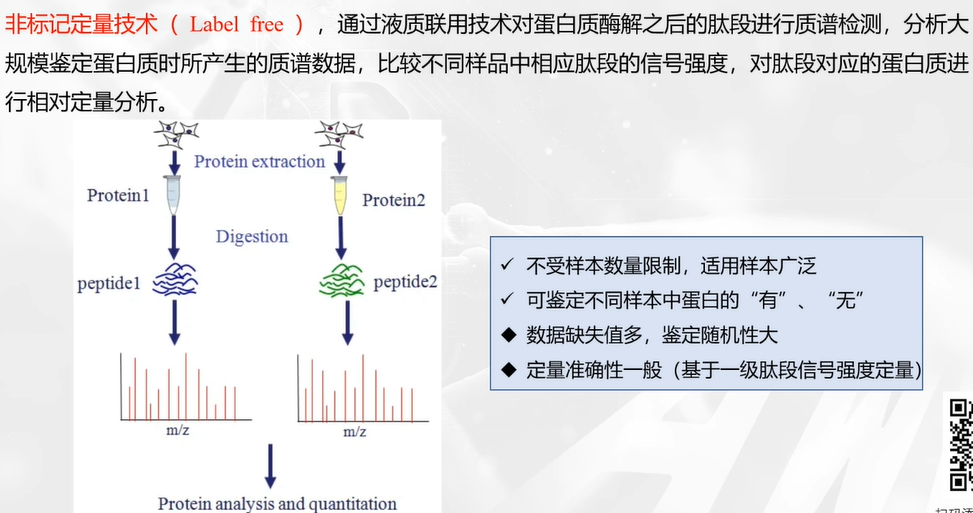 非标记定量技术（ Label free ），通过液质联用技术对蛋白质酶解之后的肽段进行质谱检测，分析大
规模鉴定蛋白质时所产生的质谱数据，比较不同样品中相应肽段的信号强度，对肽段对应的蛋白质进
行相对定量分析。
Protein extraction
Protein1
Protein2
Digestion
peptide1
peptide2
m/z
m/z
Protein analysis and quantitation
✓ 不受样本数量限制，适用样本广泛
✓ 可鉴定不同样本中蛋白的“有”、“无”
◆ 数据缺失值多，鉴定随机性大
◆ 定量准确性一般（基于一级肽段信号强度定量）